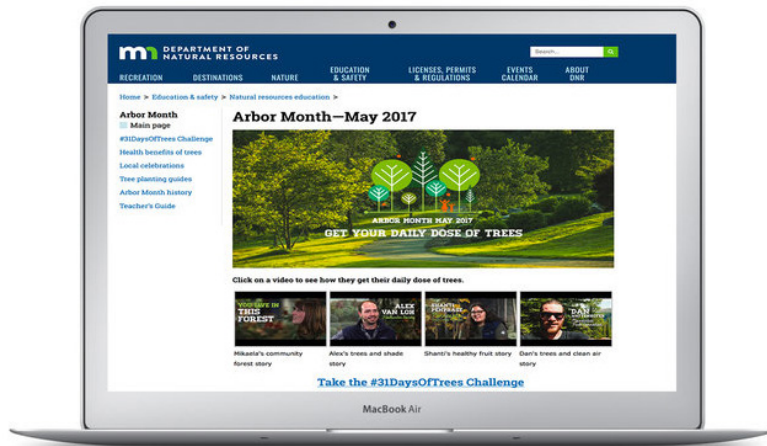 DEPARTMENT OF
NATURAL RESOURCES
Search...
RECREATION DESTINATIONS NATURE EDUCATION & SAFETY LICENSES, PERMITS & REGULATIONS EVENTS CALENDAR ABOUT DNR
Home > Education & safety > Natural resources education >
Arbor Month
Main page
#31DaysOfTrees Challenge
Health benefits of trees
Local celebrations
Tree planting guides
Arbor Month history
Teacher's Guide
Arbor Month—May 2017
ARBOR MONTH MAY 2017
GET YOUR DAILY DOSE OF TREES
Click on a video to see how they get their daily dose of trees.
YOU LIVE IN
THIS
FOREST
ALEX
VAN LOH
SHANTI
DAN
Mikaela's community
forest story
Alex's trees and shade
story
Shanti's healthy fruit story
Dan's trees and clean air
story
Take the #31DaysOfTrees Challenge
MacBook Air